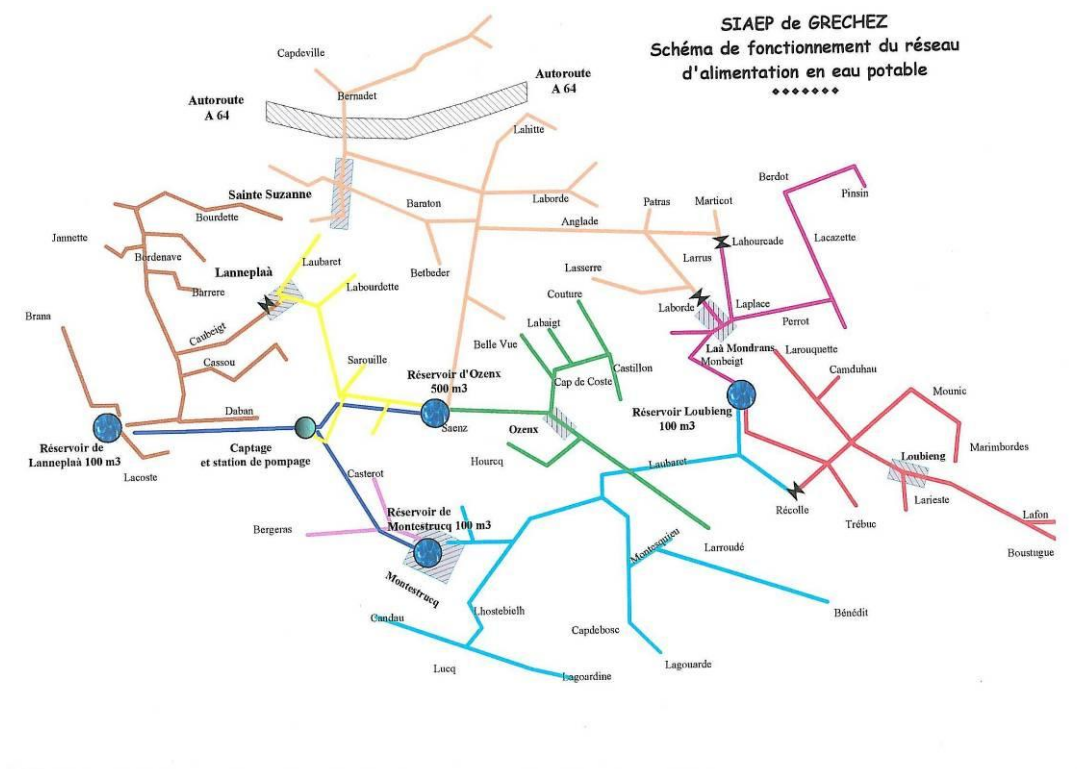 SIAEP de GRECHEZ
Schéma de fonctionnement du réseau
d'alimentation en eau potable
Capdeville
Autoroute
A 64
Bernadet
Autoroute
A 64
Lahitte
Berdot
Pinsin
Sainte Suzanne
Baraton
Laborde
Patras
Marticot
Bourdette
Anglade
Jannette
Lahourcade
Lacazette
Bordenave
Laubaret
Larrus
Lanneplaà
Betbeder
Lasserre
Labourdette
Barrere
Couture
Laborde
Laplace
Brana
Labaigt
Perrot
Caubeigt
Belle Vue
Laà Mondrans
Larouquette
Monbeigt
Cassou
Sarouille
Castillon
Camduhau
Réservoir d'Ozenx
500 m3
Cap de Coste
Mounic
Daban
Réservoir Loubieng
100 m3
Saenz
Ozenx
Réservoir de
Lanneplaà 100 m3
Captage
et station de pompage
Marimbordes
Loubieng
Hourcq
Laubaret
Lacoste
Casterot
Larieste
Récolle
Trébuc
Réservoir de
Montestrucq 100 m3
Lafon
Bergeras
Boustugue
Montesquieu
Larroudé
Montestrucq
Lhostebielh
Bénédit
Candau
Capdebosc
Lagouarde
Lucq
Lagoardine